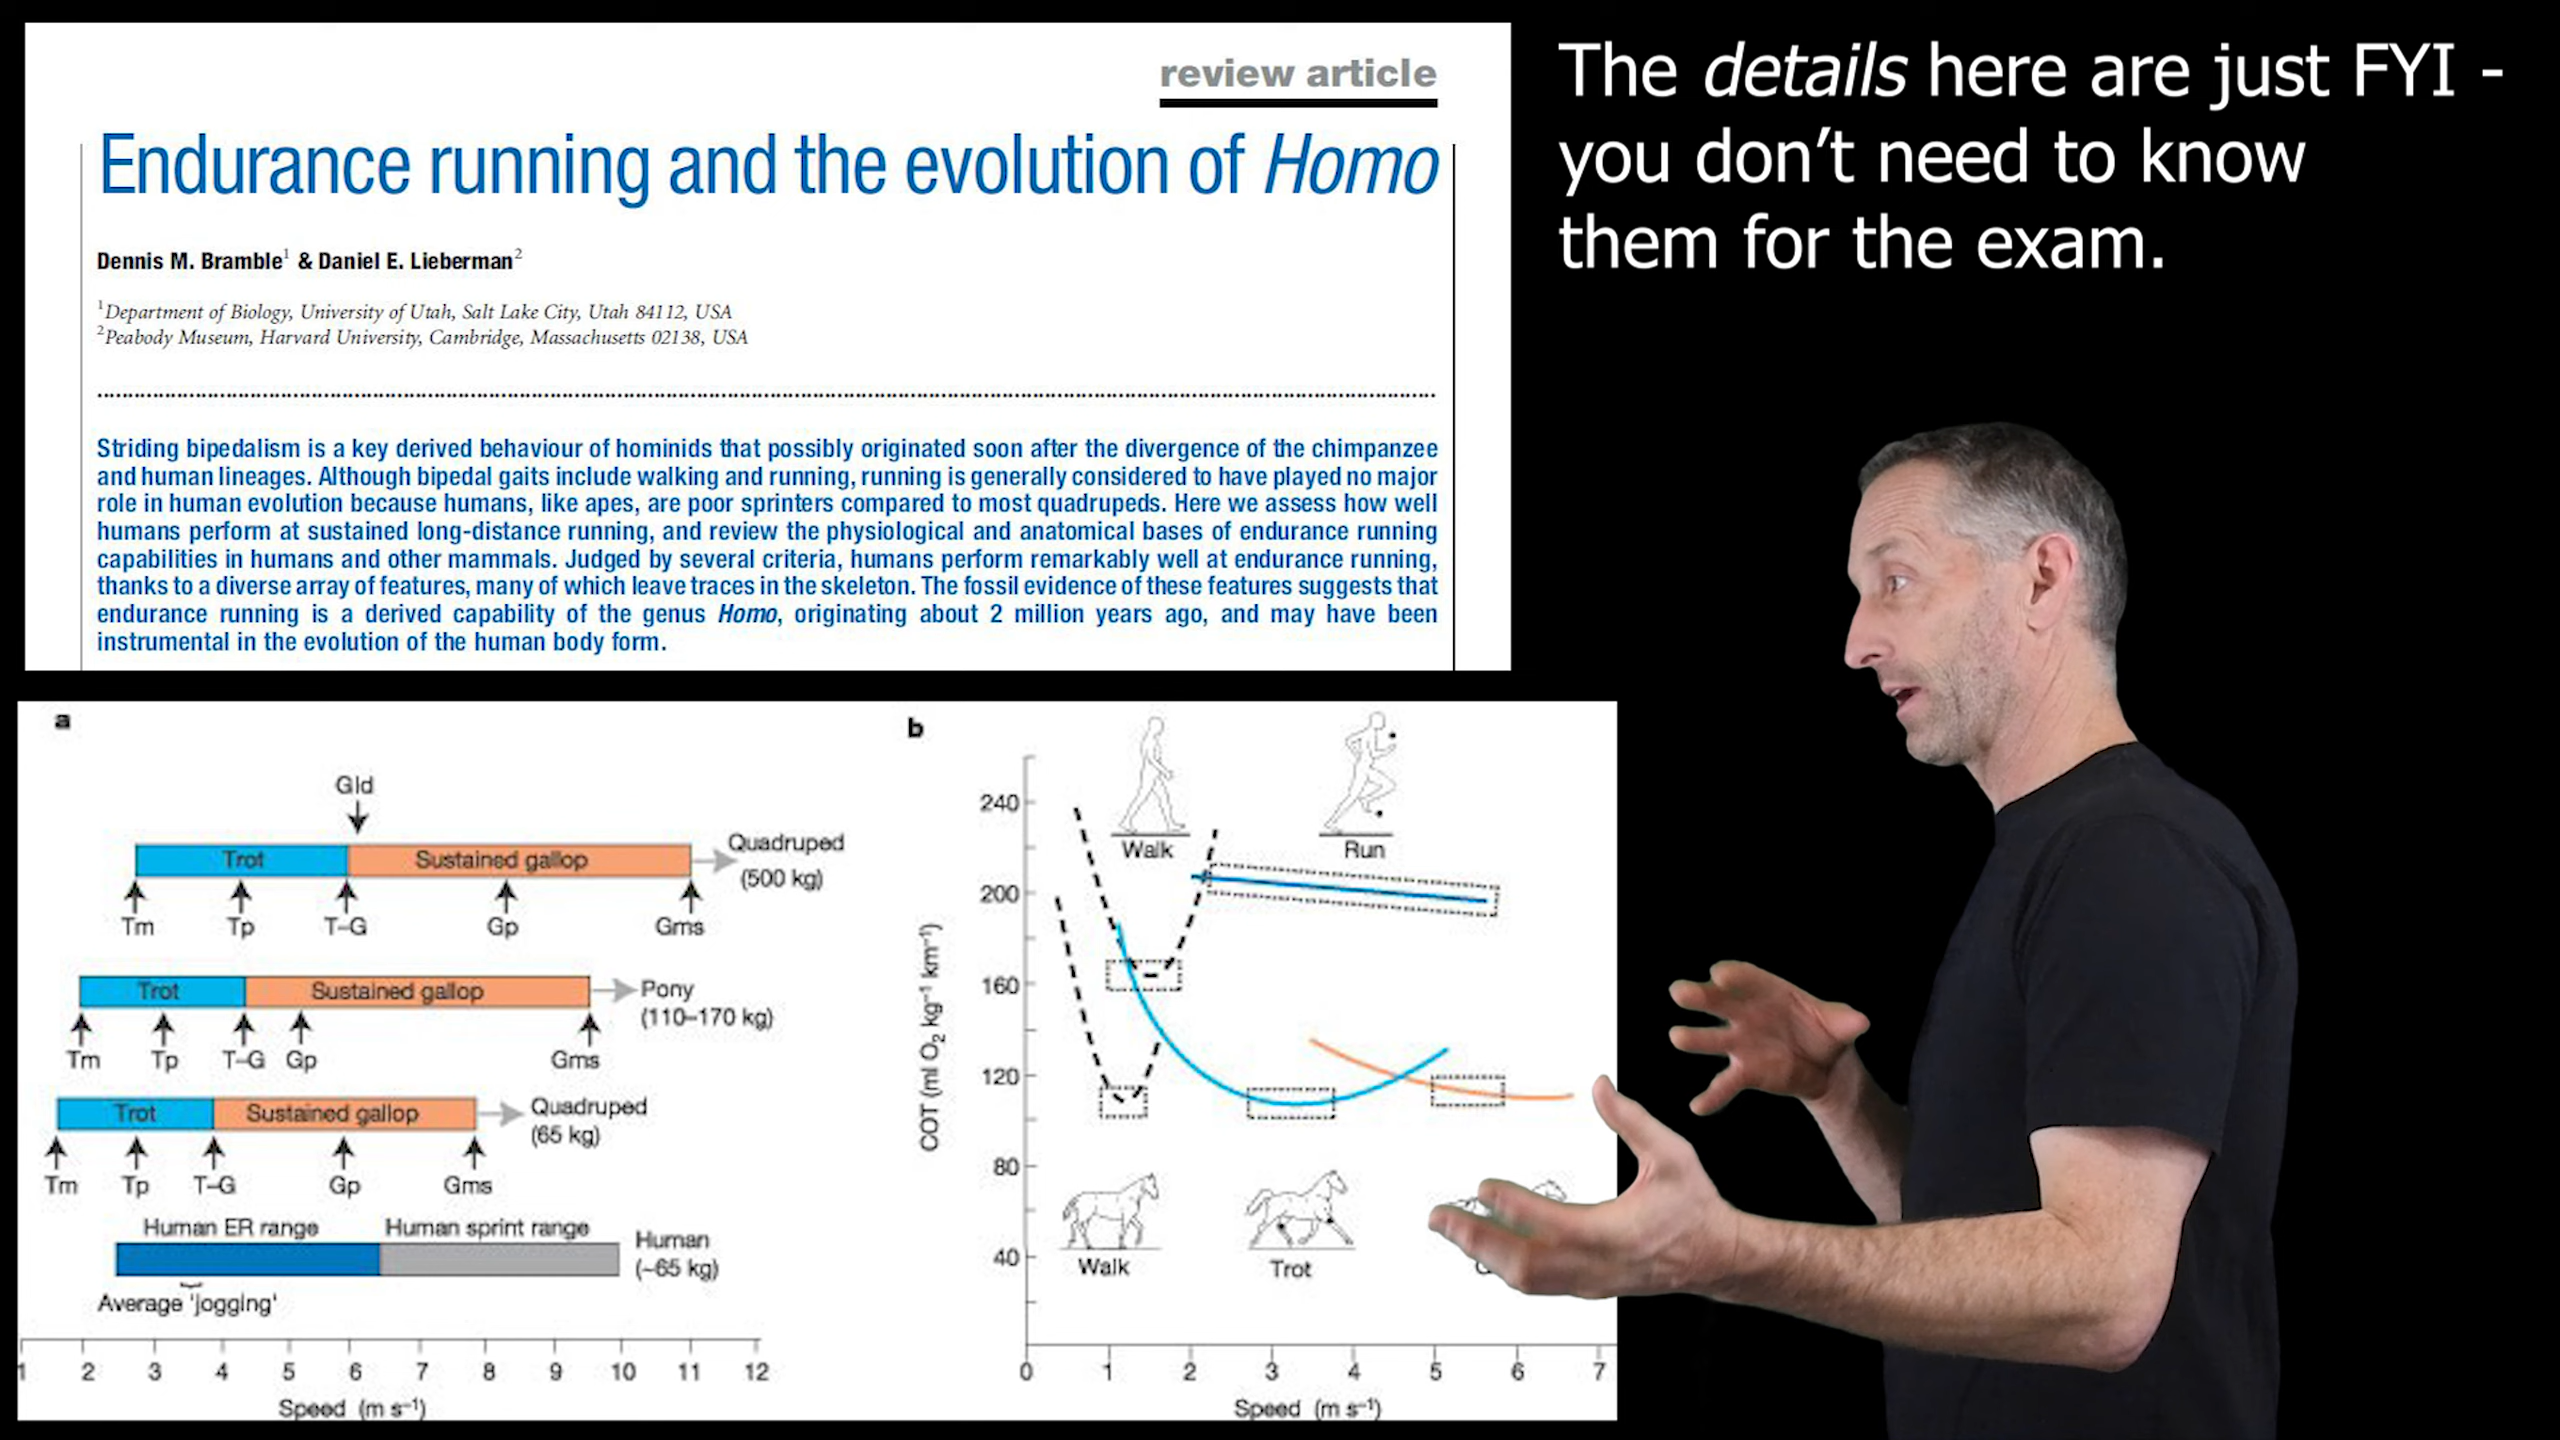 review article
Endurance running and the evolution of Homo
Dennis M. Bramble1 & Daniel E. Lieberman2
1Department of Biology, University of Utah, Salt Lake City, Utah 84112, USA
2Peabody Museum, Harvard University, Cambridge, Massachusetts 02138, USA
Striding bipedalism is a key derived behaviour of hominids that possibly originated soon after the divergence of the chimpanzee
and human lineages. Although bipedal gaits include walking and running, running is generally considered to have played no major
role in human evolution because humans, like apes, are poor sprinters compared to most quadrupeds. Here we assess how well
humans perform at sustained long-distance running, and review the physiological and anatomical bases of endurance running
capabilities in humans and other mammals. Judged by several criteria, humans perform remarkably well at endurance running,
thanks to a diverse array of features, many of which leave traces in the skeleton. The fossil evidence of these features suggests that
endurance running is a derived capability of the genus Homo, originating about 2 million years ago, and may have been
instrumental in the evolution of the human body form.
The details here are just FYI -
you don't need to know
them for the exam.
a
Gld
Trot Sustained gallop Quadruped
(500 kg)
Tm Tp T–G Gp Gms
Trot Sustained gallop Pony
(110–170 kg)
Tm Tp T–G Gp Gms
Trot Sustained gallop Quadruped
(65 kg)
Tm Tp T–G Gp Gms
Human ER range Human sprint range
Human
(~65 kg)
Average 'jogging'
1 2 3 4 5 6 7 8 9 10 11 12
Speed (m s–1)
b
Walk Run
240
200
160
120
80
40
COT (ml O2 kg–1 km–1)
Walk Trot
0 1 2 3 4 5 6 7
Speed (m s–1)